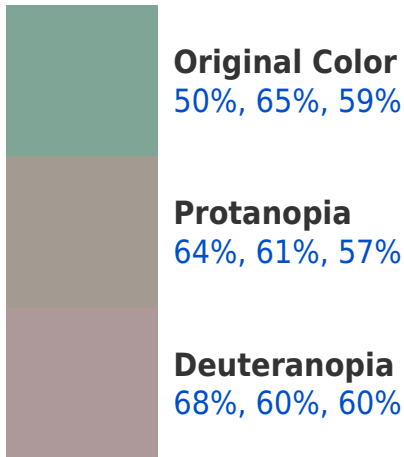 Original Color
50%, 65%, 59%
Protanopia
64%, 61%, 57%
Deuteranopia
68%, 60%, 60%